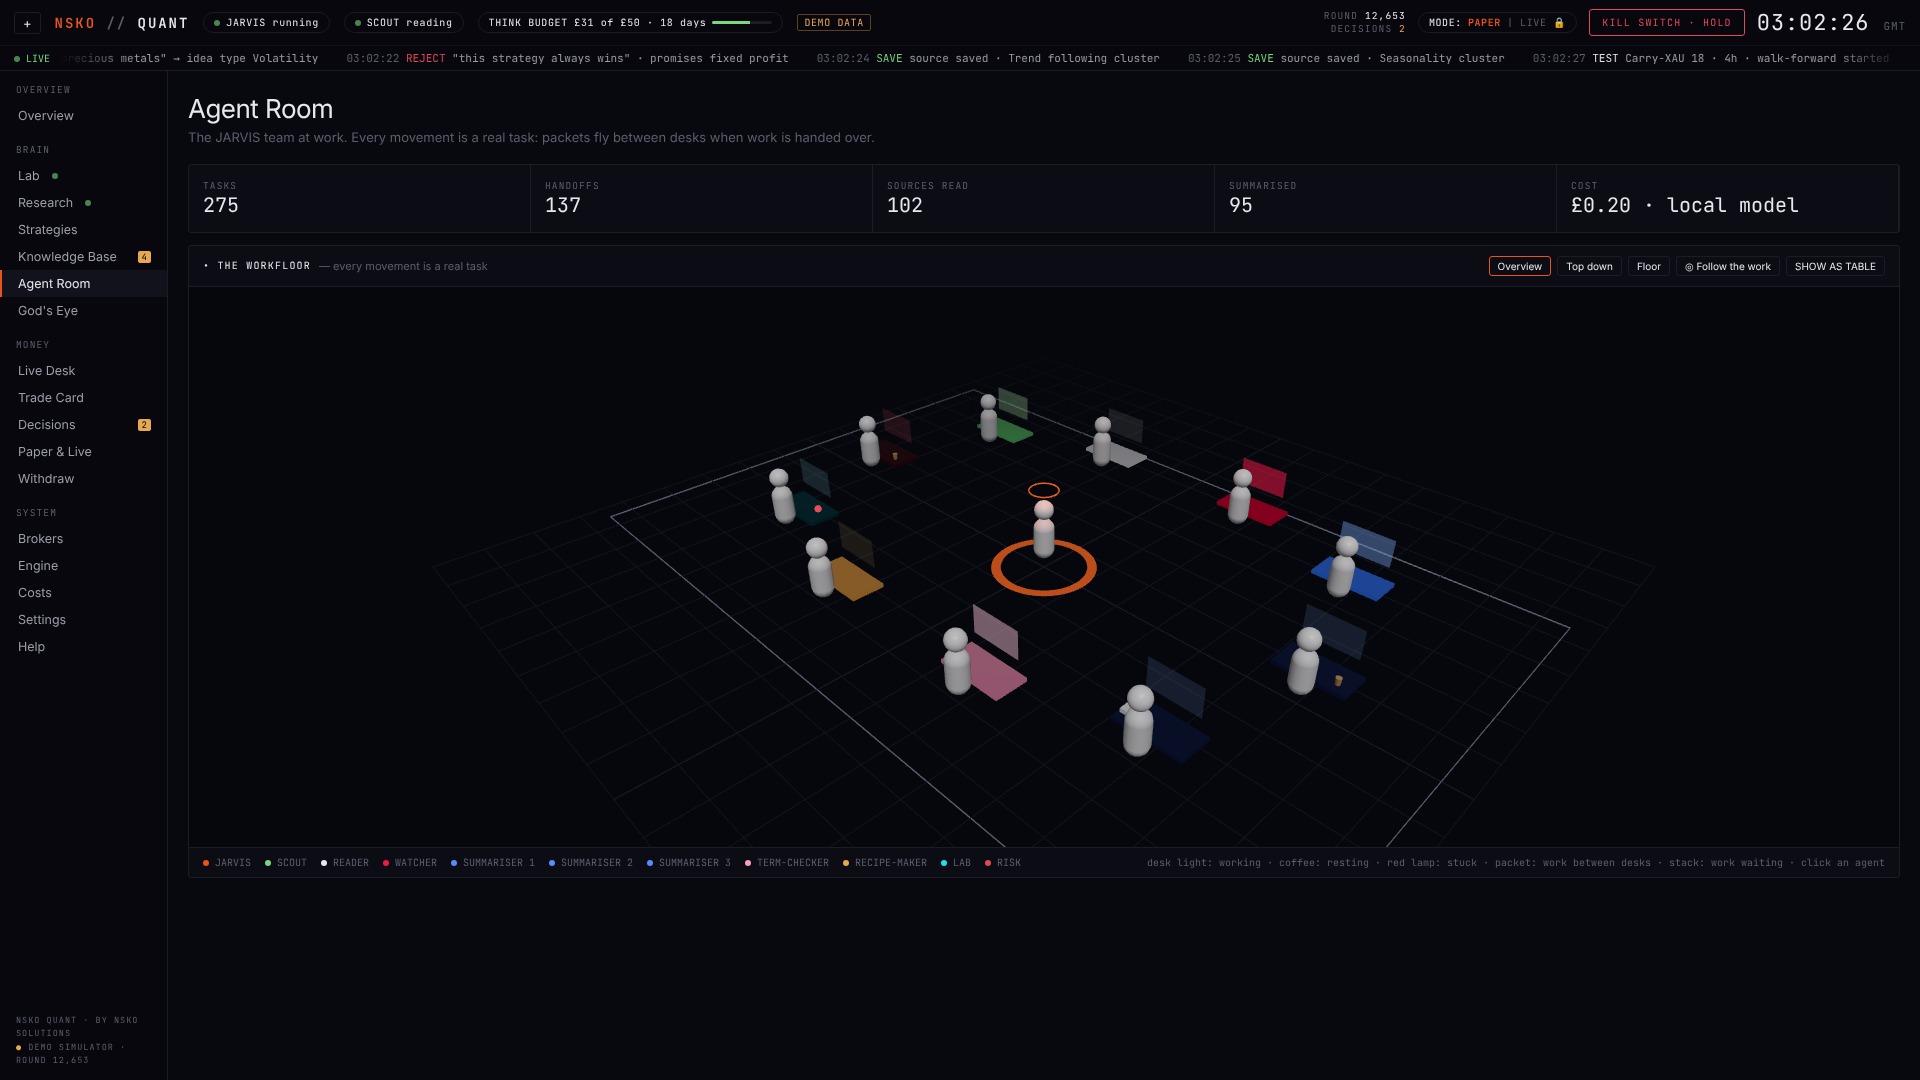 +
NSKO // QUANT
JARVIS running
SCOUT reading
THINK BUDGET £31 of £50 · 18 days
DEMO DATA
ROUND 12,653
DECISIONS 2
MODE: PAPER | LIVE
KILL SWITCH · HOLD
03:02:26 GMT
LIVE
recious metals" → idea type Volatility
03:02:22 REJECT "this strategy always wins" · promises fixed profit
03:02:24 SAVE source saved · Trend following cluster
03:02:25 SAVE source saved · Seasonality cluster
03:02:27 TEST Carry-XAU 18 · 4h · walk-forward started
OVERVIEW
Overview
BRAIN
Lab
Research
Strategies
Knowledge Base 4
Agent Room
God's Eye
MONEY
Live Desk
Trade Card
Decisions 2
Paper & Live
Withdraw
SYSTEM
Brokers
Engine
Costs
Settings
Help
NSKO QUANT · BY NSKO
SOLUTIONS
DEMO SIMULATOR ·
ROUND 12,653
Agent Room
The JARVIS team at work. Every movement is a real task: packets fly between desks when work is handed over.
TASKS
275
HANDOFFS
137
SOURCES READ
102
SUMMARISED
95
COST
£0.20 · local model
• THE WORKFLOOR — every movement is a real task
Overview
Top down
Floor
◎ Follow the work
SHOW AS TABLE
JARVIS
SCOUT
READER
WATCHER
SUMMARISER 1
SUMMARISER 2
SUMMARISER 3
TERM-CHECKER
RECIPE-MAKER
LAB
RISK
desk light: working · coffee: resting · red lamp: stuck · packet: work between desks · stack: work waiting · click an agent